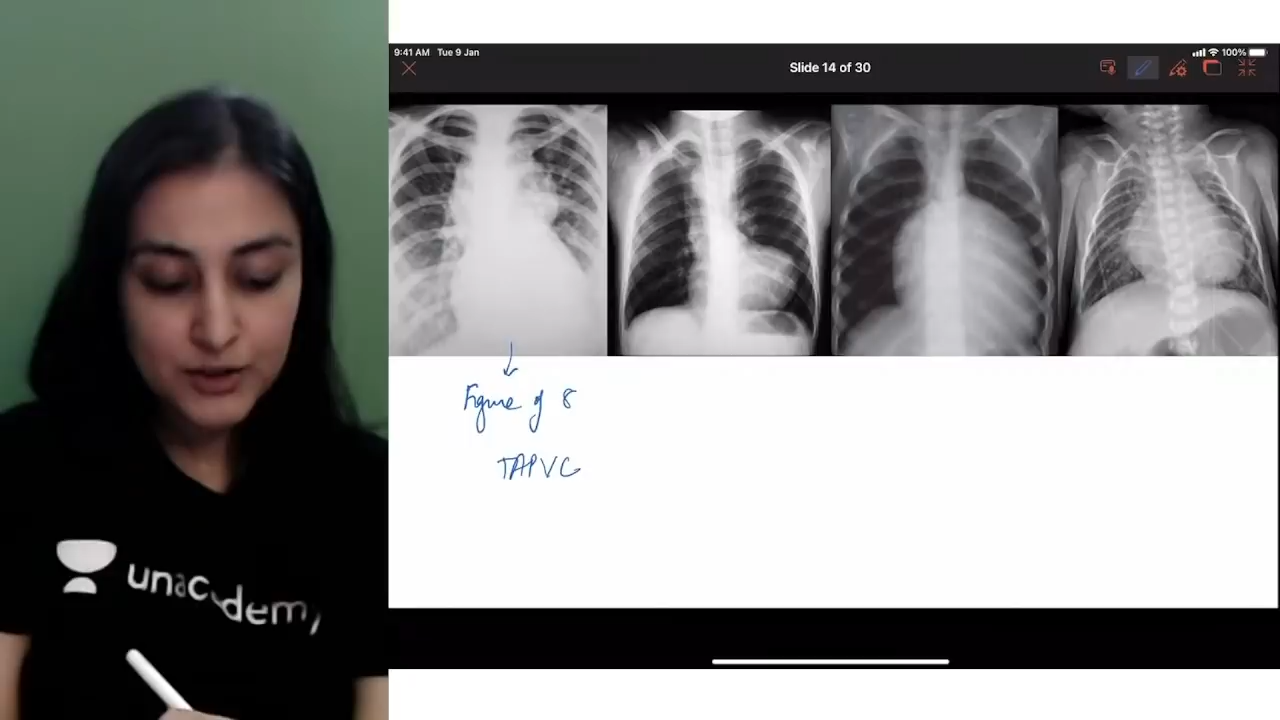 9:41 AM Tue 9 Jan
100%
Slide 14 of 30
Figure of 8
TAPVC
unacademy